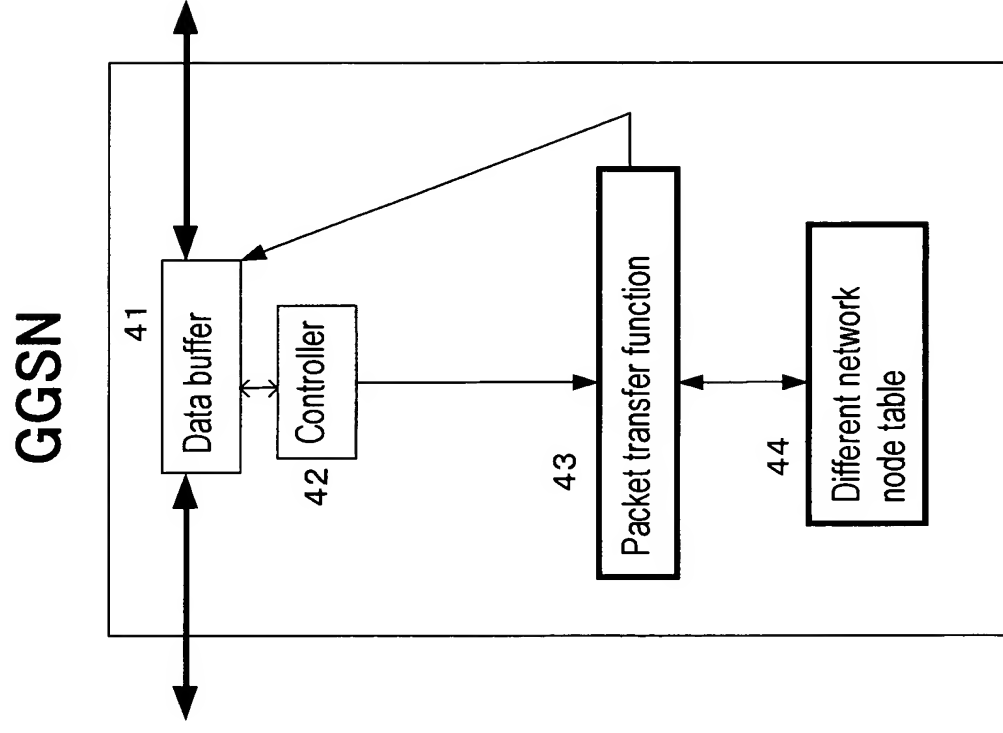 GGSN
41
Data buffer
42
Controller
43
Packet transfer function
44
Different network
node table